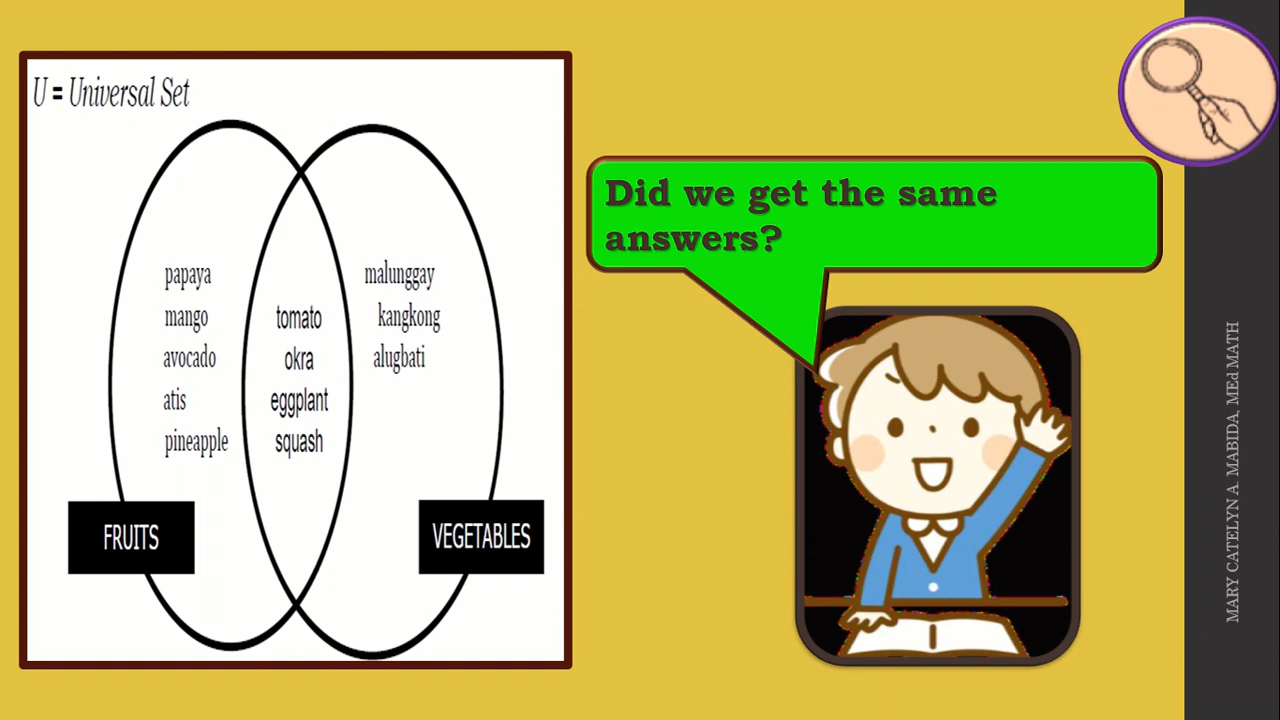 U = Universal Set
papaya
mango
avocado
atis
pineapple
tomato
okra
eggplant
squash
malunggay
kangkong
alugbati
FRUITS
VEGETABLES
Did we get the same
answers?
MARY CATELYN A. MABIDA, MEd MATH